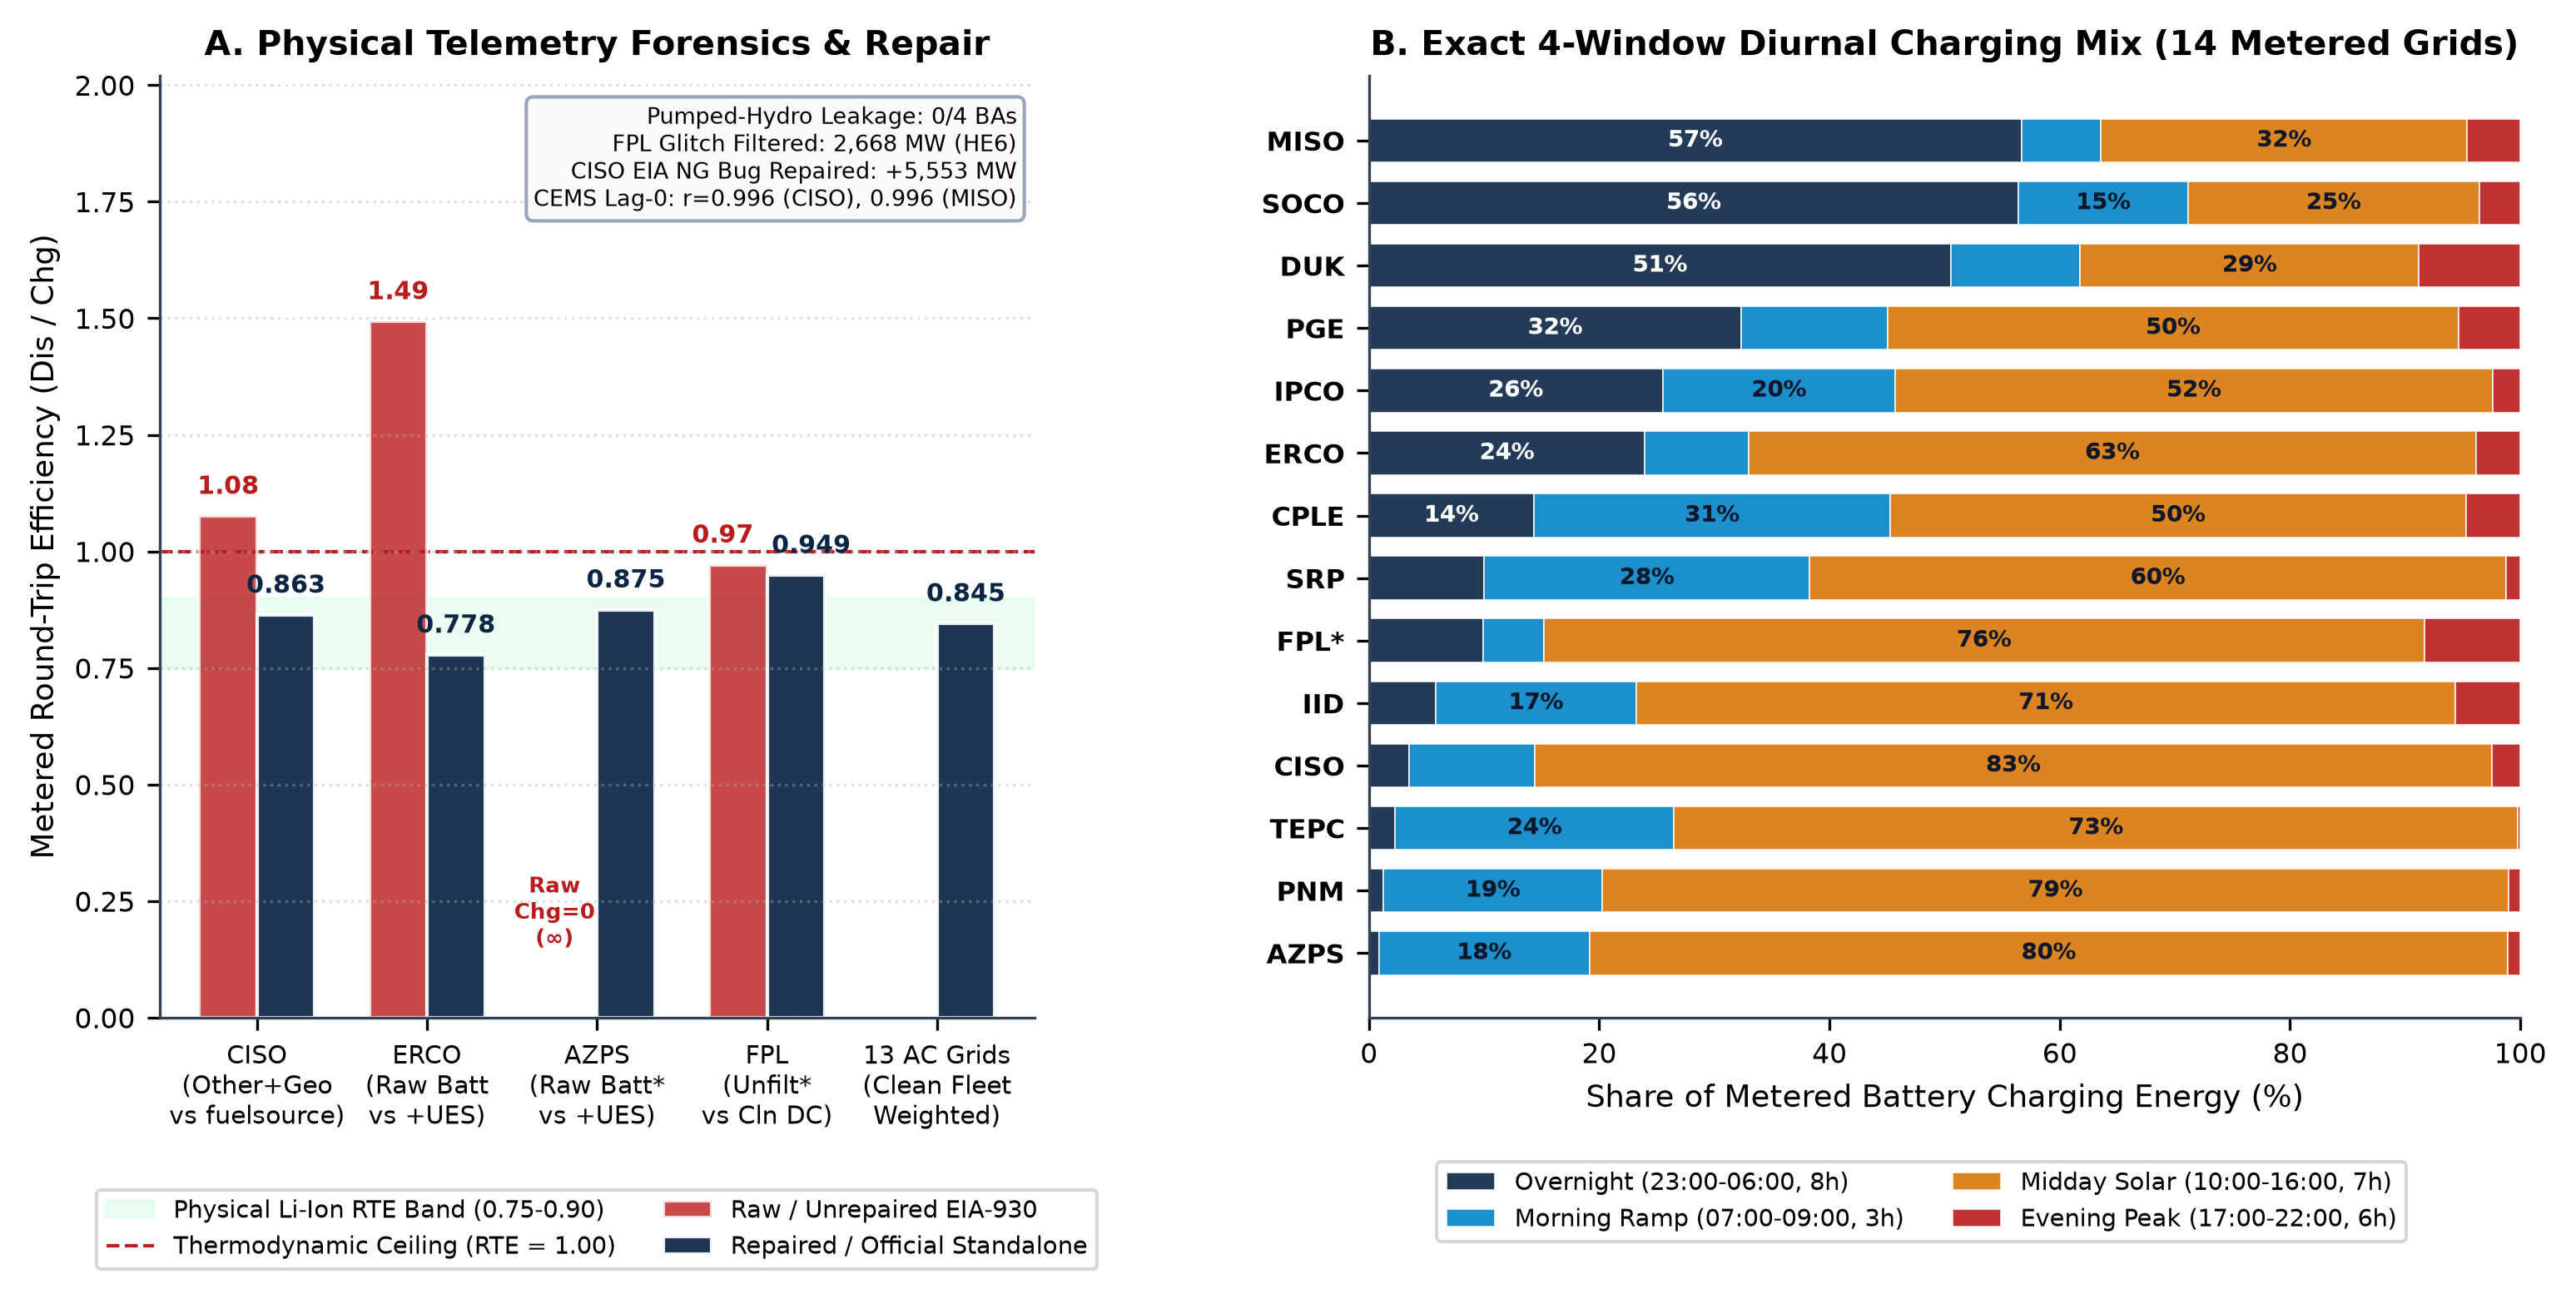 A. Physical Telemetry Forensics & Repair
Metered Round-Trip Efficiency (Dis / Chg)
2.00
1.75
1.50
1.25
1.00
0.75
0.50
0.25
0.00
Pumped-Hydro Leakage: 0/4 BAs
FPL Glitch Filtered: 2,668 MW (HE6)
CISO EIA NG Bug Repaired: +5,553 MW
CEMS Lag-0: r=0.996 (CISO), 0.996 (MISO)
1.08
0.863
1.49
0.778
Raw
Chg=0
(∞)
0.875
0.97
0.949
0.845
CISO
(Other+Geo
vs fuelsource)
ERCO
(Raw Batt
vs +UES)
AZPS
(Raw Batt*
vs +UES)
FPL
(Unfilt*
vs Cln DC)
13 AC Grids
(Clean Fleet
Weighted)
Physical Li-Ion RTE Band (0.75-0.90)
Thermodynamic Ceiling (RTE = 1.00)
Raw / Unrepaired EIA-930
Repaired / Official Standalone
B. Exact 4-Window Diurnal Charging Mix (14 Metered Grids)
MISO 57% 32%
SOCO 56% 15% 25%
DUK 51% 29%
PGE 32% 50%
IPCO 26% 20% 52%
ERCO 24% 63%
CPLE 14% 31% 50%
SRP 28% 60%
FPL* 76%
IID 17% 71%
CISO 83%
TEPC 24% 73%
PNM 19% 79%
AZPS 18% 80%
0 20 40 60 80 100
Share of Metered Battery Charging Energy (%)
Overnight (23:00-06:00, 8h)
Morning Ramp (07:00-09:00, 3h)
Midday Solar (10:00-16:00, 7h)
Evening Peak (17:00-22:00, 6h)